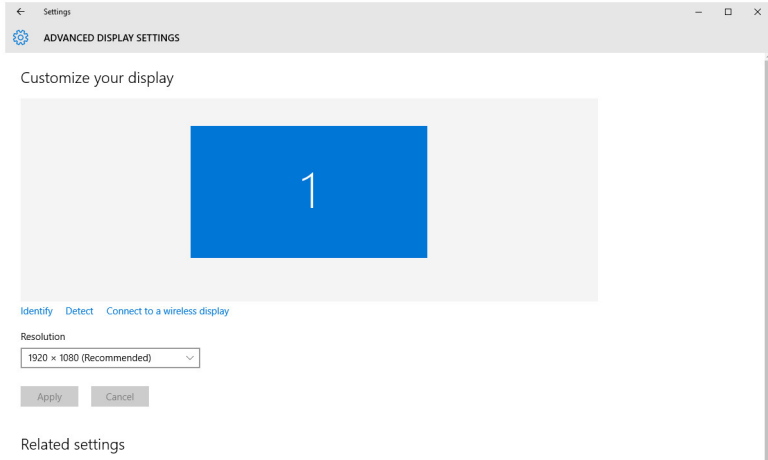 Settings
ADVANCED DISPLAY SETTINGS
Customize your display
1
Identify Detect Connect to a wireless display
Resolution
1920 × 1080 (Recommended)
Apply Cancel
Related settings